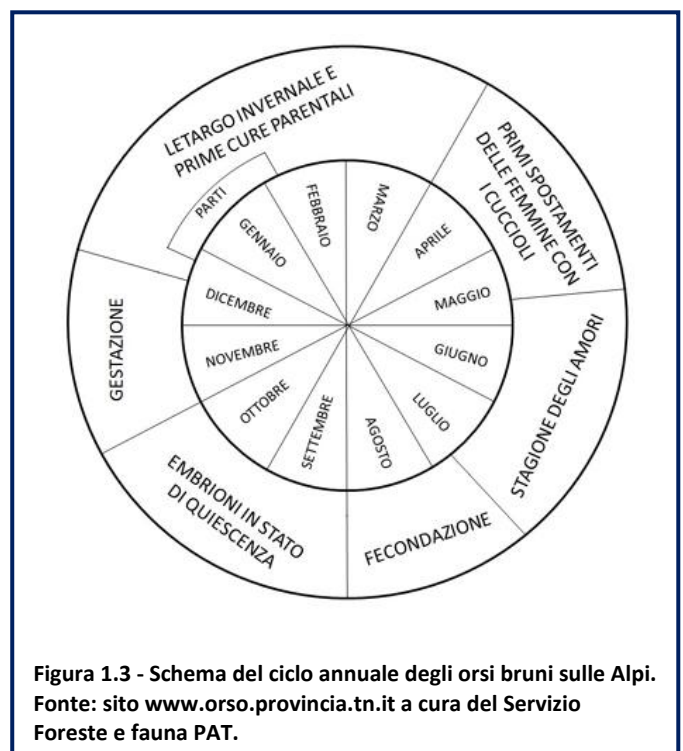 LETARGO INVERNALE E
PRIME CURE PARENTALI
PRIMI SPOSTAMENTI
DELLE FEMMINE CON
I CUCCIOLI
STAGIONE DEGLI AMORI
FECONDAZIONE
EMBRIONI IN STATO
DI QUIESCENZA
GESTAZIONE
PARTI
GENNAIO
FEBBRAIO
MARZO
APRILE
MAGGIO
GIUGNO
LUGLIO
AGOSTO
SETTEMBRE
OTTOBRE
NOVEMBRE
DICEMBRE
Figura 1.3 - Schema del ciclo annuale degli orsi bruni sulle Alpi.
Fonte: sito www.orso.provincia.tn.it a cura del Servizio
Foreste e fauna PAT.